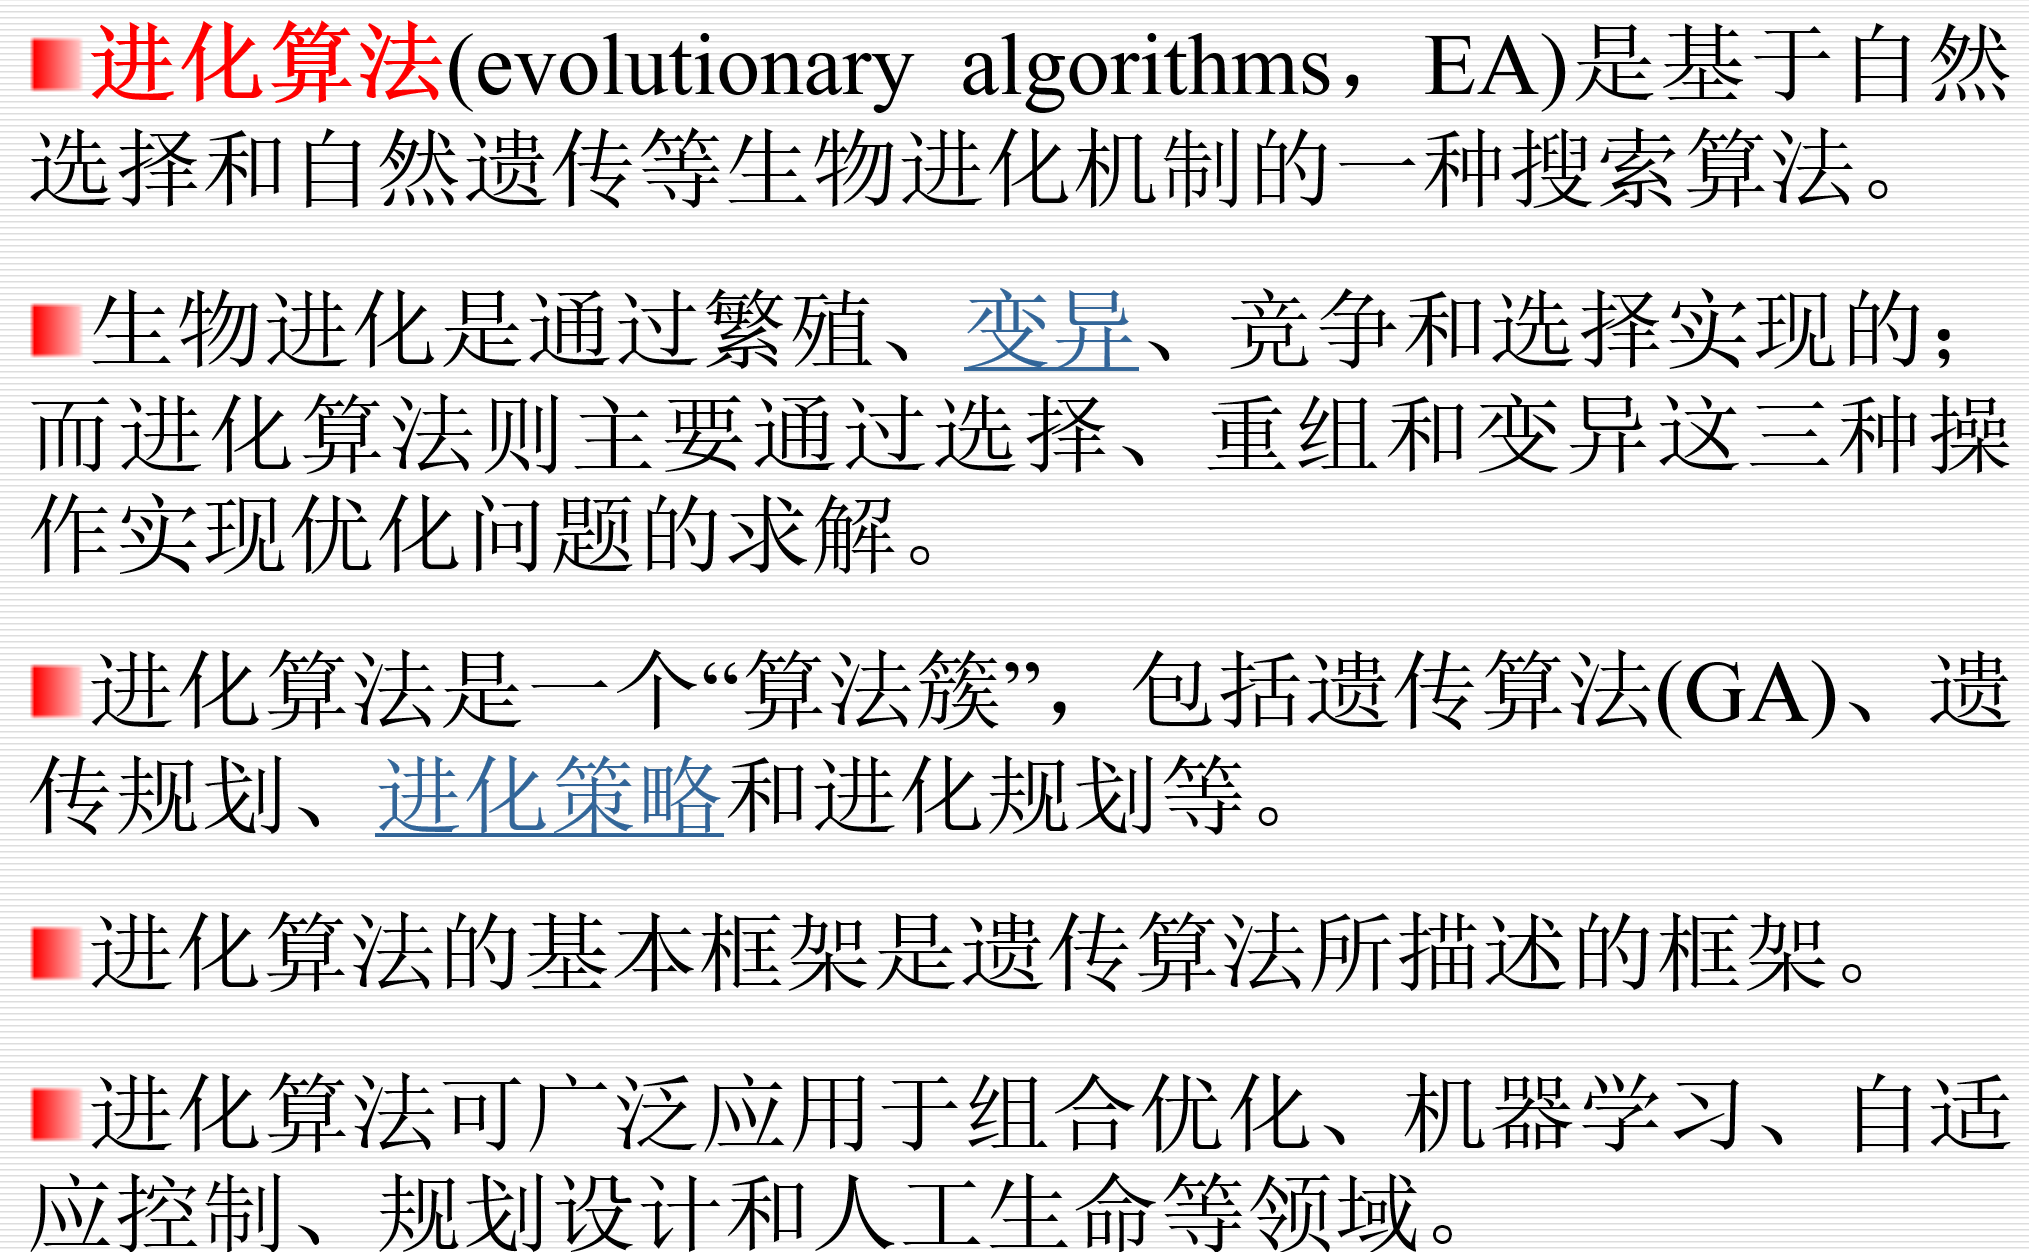 进化算法(evolutionary algorithms，EA)是基于自然
选择和自然遗传等生物进化机制的一种搜索算法。
生物进化是通过繁殖、变异、竞争和选择实现的；
而进化算法则主要通过选择、重组和变异这三种操
作实现优化问题的求解。
进化算法是一个“算法簇”，包括遗传算法(GA)、遗
传规划、进化策略和进化规划等。
进化算法的基本框架是遗传算法所描述的框架。
进化算法可广泛应用于组合优化、机器学习、自适
应控制、规划设计和人工生命等领域。